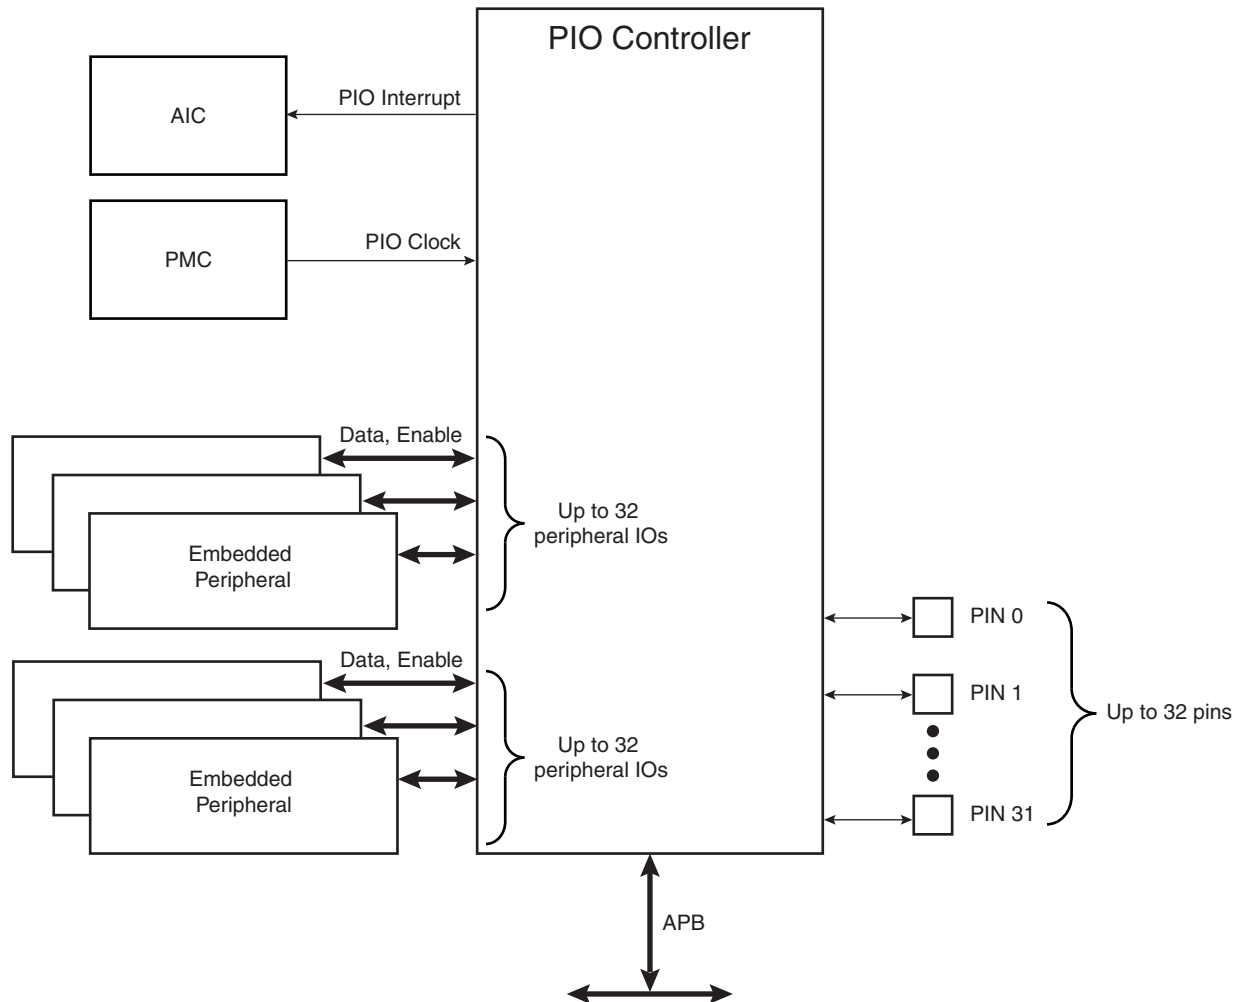 PIO Controller
PIO Interrupt
AIC
PIO Clock
PMC
Data, Enable
Up to 32
peripheral IOs
Embedded
Peripheral
PIN 0
Data, Enable
PIN 1
Up to 32 pins
Up to 32
peripheral IOs
Embedded
Peripheral
PIN 31
APB